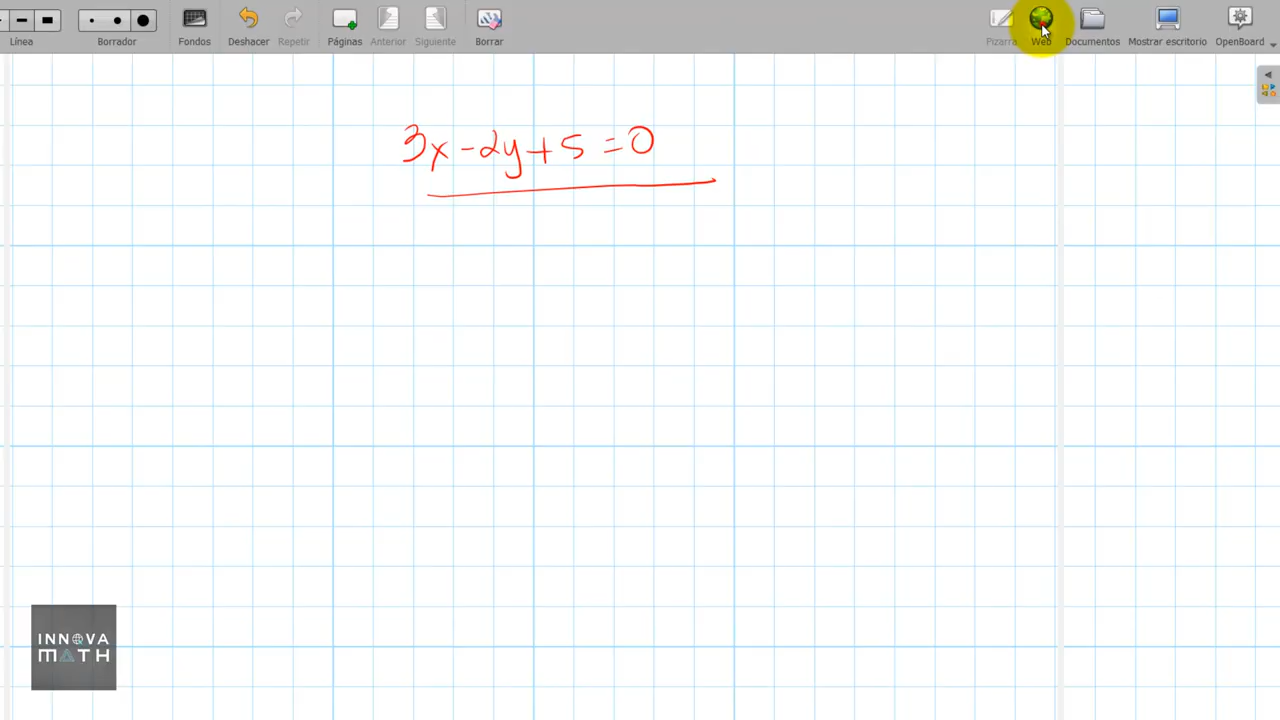 Línea Borrador Fondos Deshacer Repetir Páginas Anterior Siguiente Borrar Pizarra Web Documentos Mostrar escritorio OpenBoard
3x-2y+5=0
INNOVA
MATH